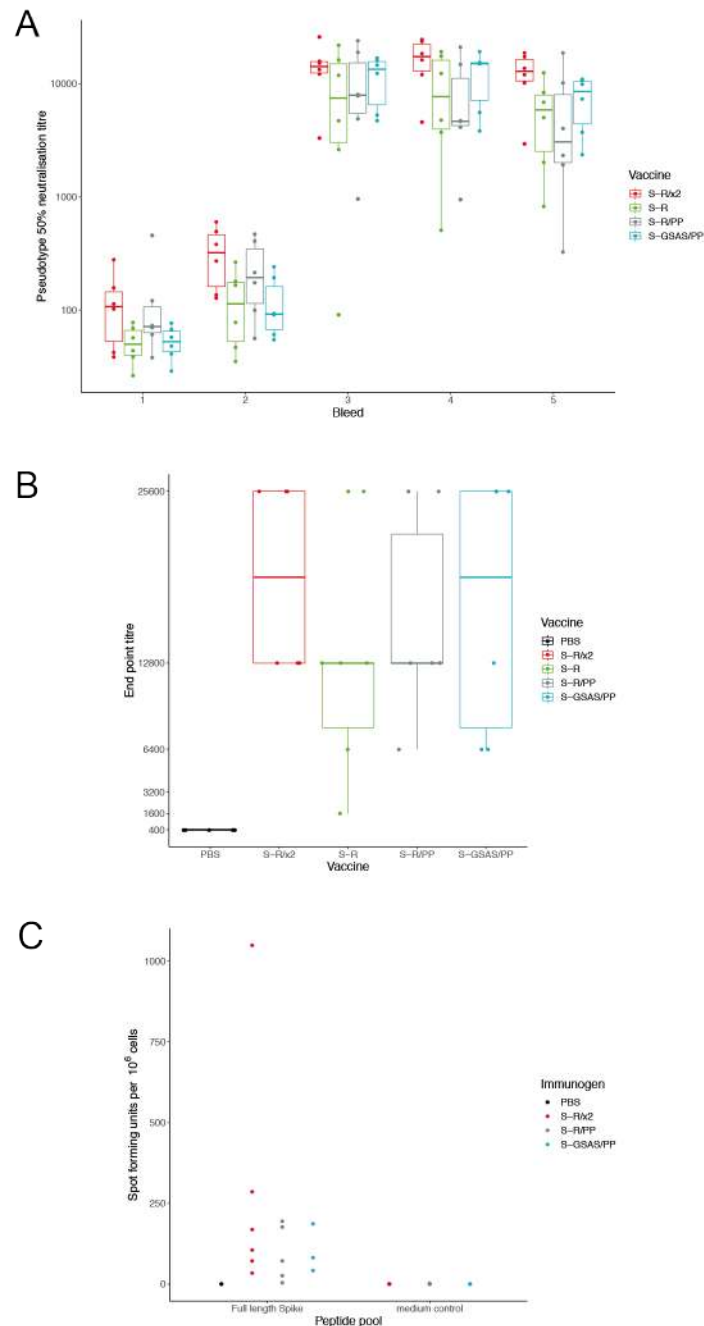 A
Pseudotype 50% neutralisation titre
10000
1000
100
1 2 3 4 5
Bleed
Vaccine
S-R/x2
S-R
S-R/PP
S-GSAS/PP
B
End point titre
25600
12800
6400
3200
1600
400
PBS S-R/x2 S-R S-R/PP S-GSAS/PP
Vaccine
Vaccine
PBS
S-R/x2
S-R
S-R/PP
S-GSAS/PP
C
Spot forming units per 10⁶ cells
1000
750
500
250
0
Full length Spike medium control
Peptide pool
Immunogen
PBS
S-R/x2
S-R/PP
S-GSAS/PP